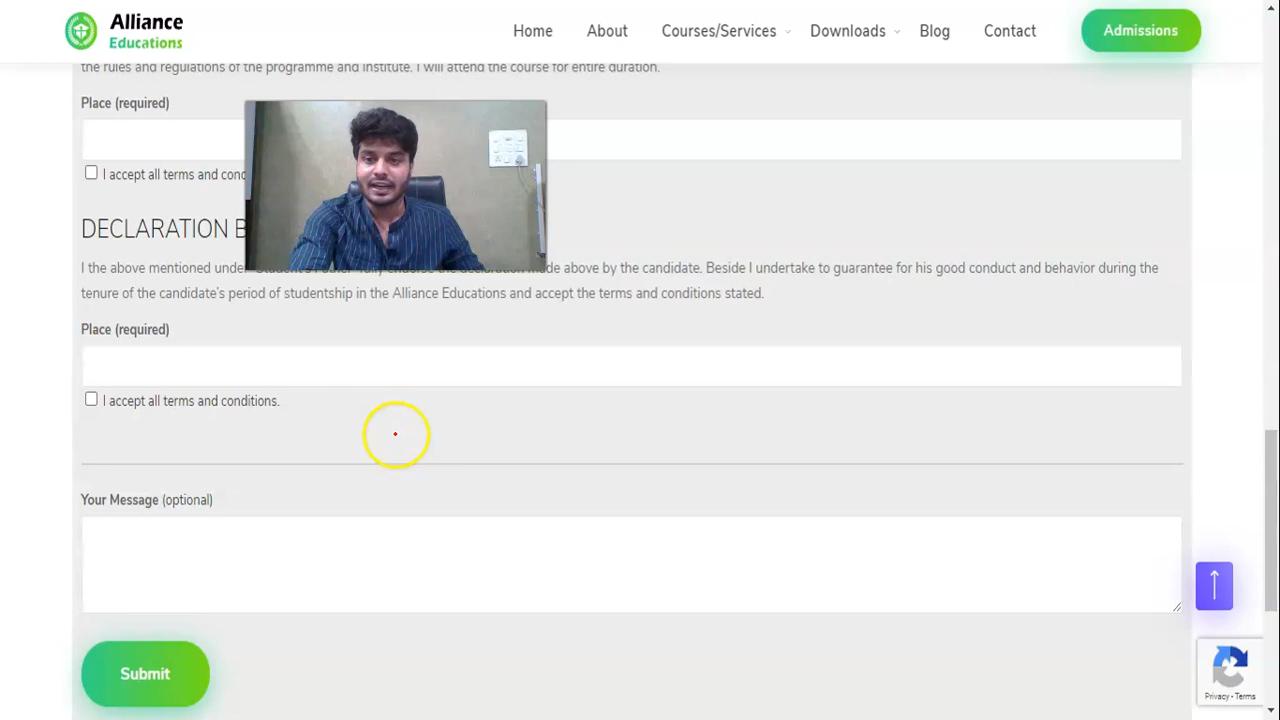 Alliance
Educations
Home About Courses/Services Downloads Blog Contact Admissions
the rules and regulations of the programme and institute. I will attend the course for entire duration.
Place (required)
I accept all terms and
DECLARATION
I the above mentioned under made above by the candidate. Beside I undertake to guarantee for his good conduct and behavior during the
tenure of the candidate's period of studentship in the Alliance Educations and accept the terms and conditions stated.
Place (required)
I accept all terms and conditions.
Your Message (optional)
Submit
Privacy - Terms